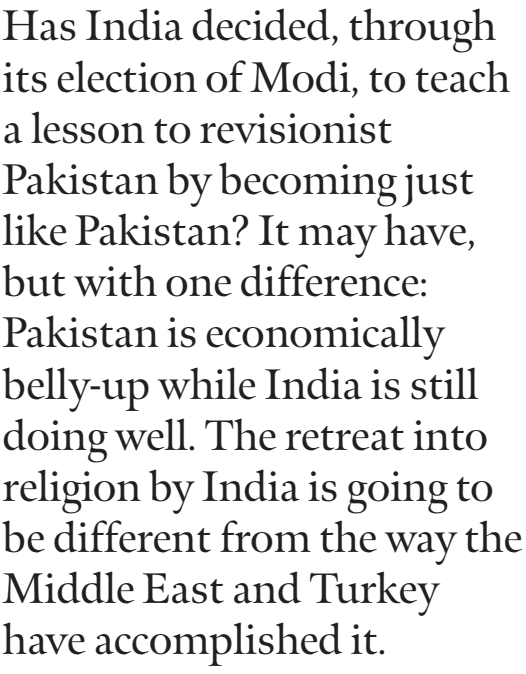 Has India decided, through
its election of Modi, to teach
a lesson to revisionist
Pakistan by becoming just
like Pakistan? It may have,
but with one difference:
Pakistan is economically
belly-up while India is still
doing well. The retreat into
religion by India is going to
be different from the way the
Middle East and Turkey
have accomplished it.